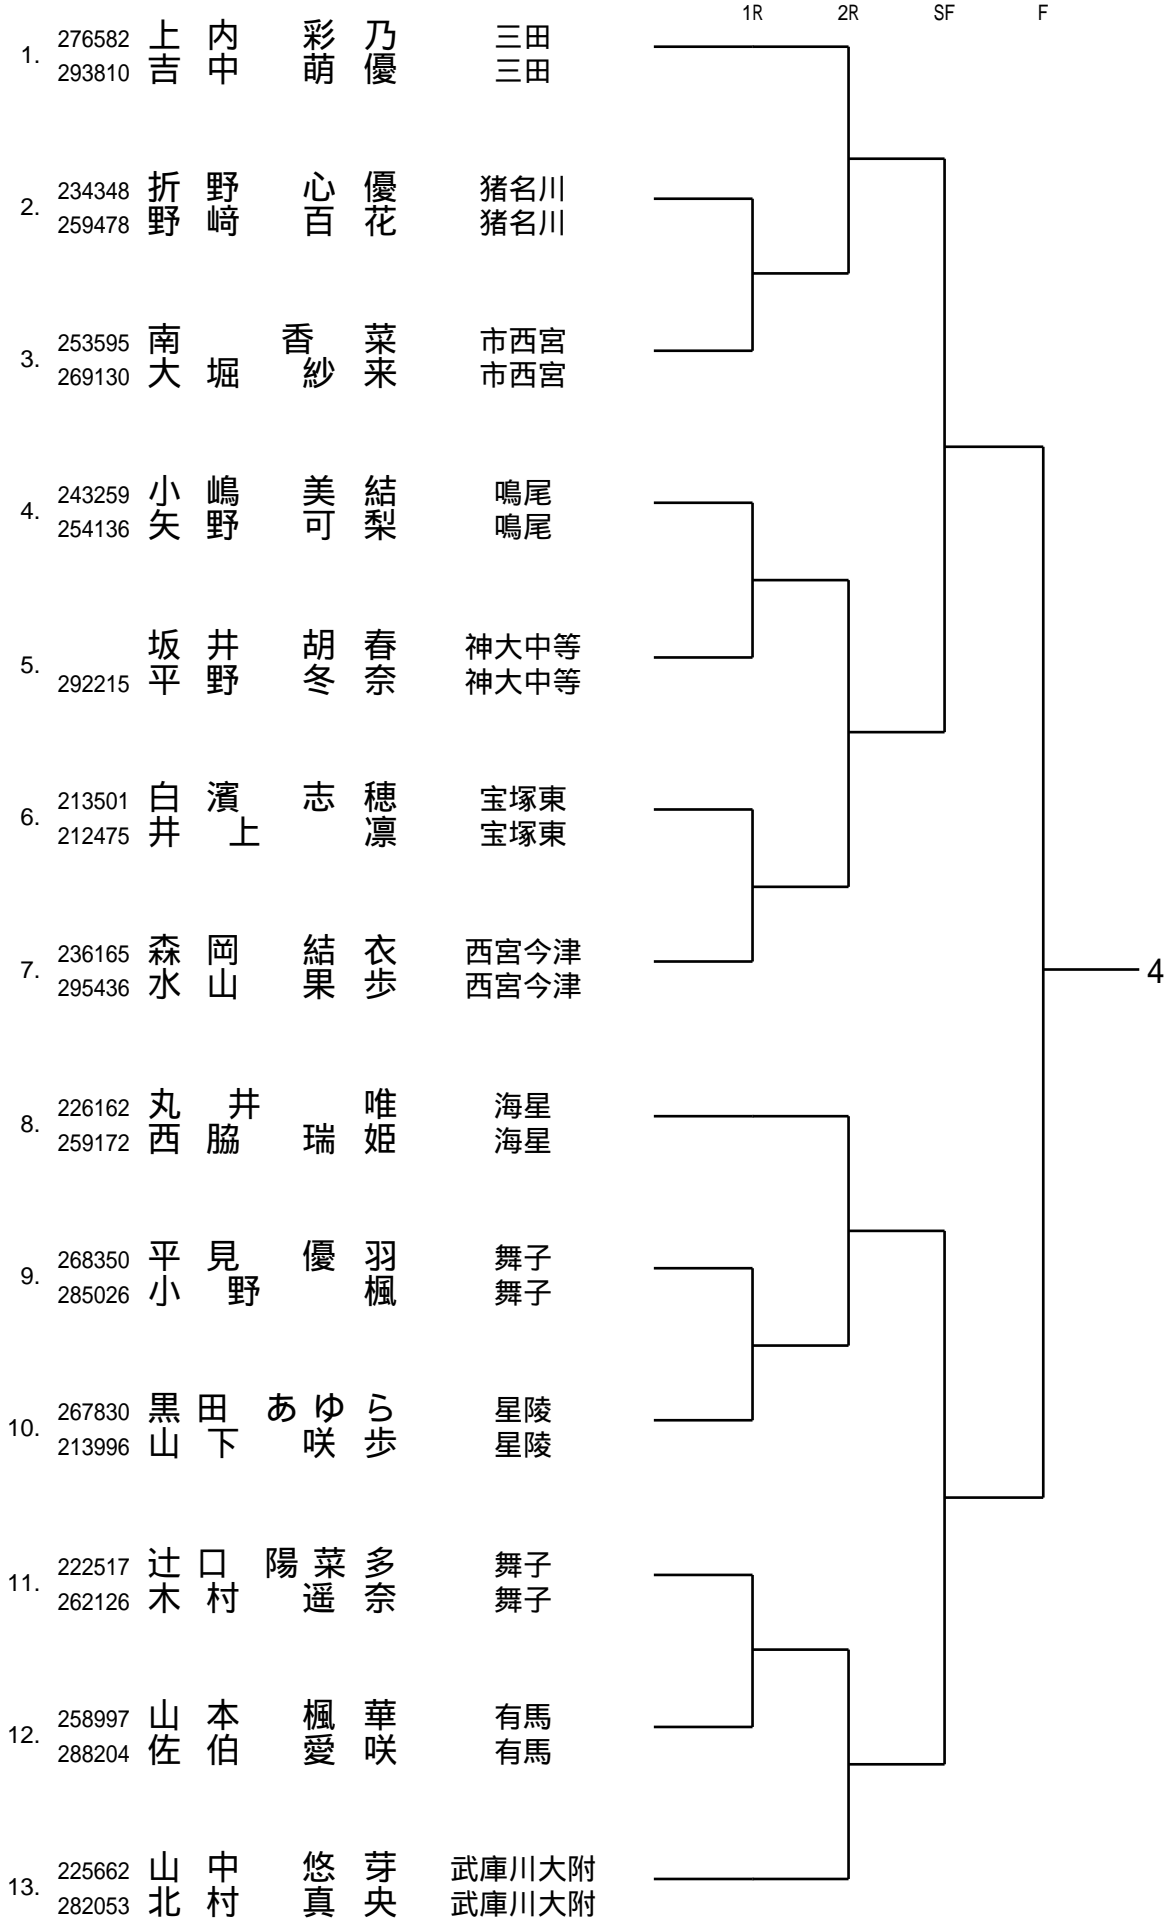 1R 2R SF F
1. 276582 上内 彩乃 三田
293810 吉中 萌優 三田
2. 234348 折野 心優 猪名川
259478 野﨑 百花 猪名川
3. 253595 南 香菜 市西宮
269130 大堀 紗来 市西宮
4. 243259 小嶋 美結 鳴尾
254136 矢野 可梨 鳴尾
5. 坂井 胡春 神大中等
292215 平野 冬奈 神大中等
6. 213501 白濱 志穂 宝塚東
212475 井上 凛 宝塚東
7. 236165 森岡 結衣 西宮今津
295436 水山 果歩 西宮今津
4
8. 226162 丸井 唯 海星
259172 西脇 瑞姫 海星
9. 268350 平見 優羽 舞子
285026 小野 楓 舞子
10. 267830 黒田 あゆら 星陵
213996 山下 咲歩 星陵
11. 222517 辻口 陽菜多 舞子
262126 木村 遥奈 舞子
12. 258997 山本 楓華 有馬
288204 佐伯 愛咲 有馬
13. 225662 山中 悠芽 武庫川大附
282053 北村 真央 武庫川大附